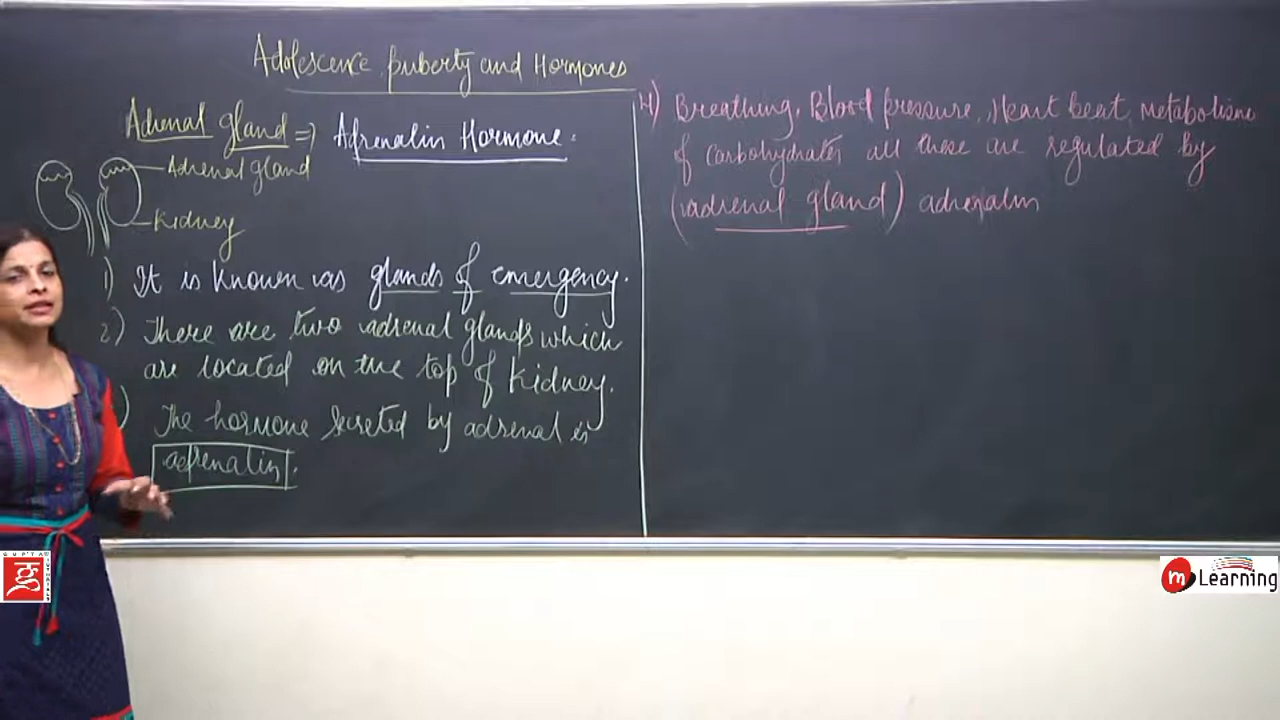 Adolescence, puberty and Hormones
Adrenal gland => Adrenalin Hormone.
Adrenal gland
Kidney
1) It is known as glands of emergency.
2) There are two adrenal glands which
are located on the top of kidney.
) The hormone secreted by adrenal is
adrenalin.
4) Breathing, Blood pressure, Heart beat, metabolism
of carbohydrates all these are regulated by
(adrenal gland) adrenalin
GUPTA
m Learning